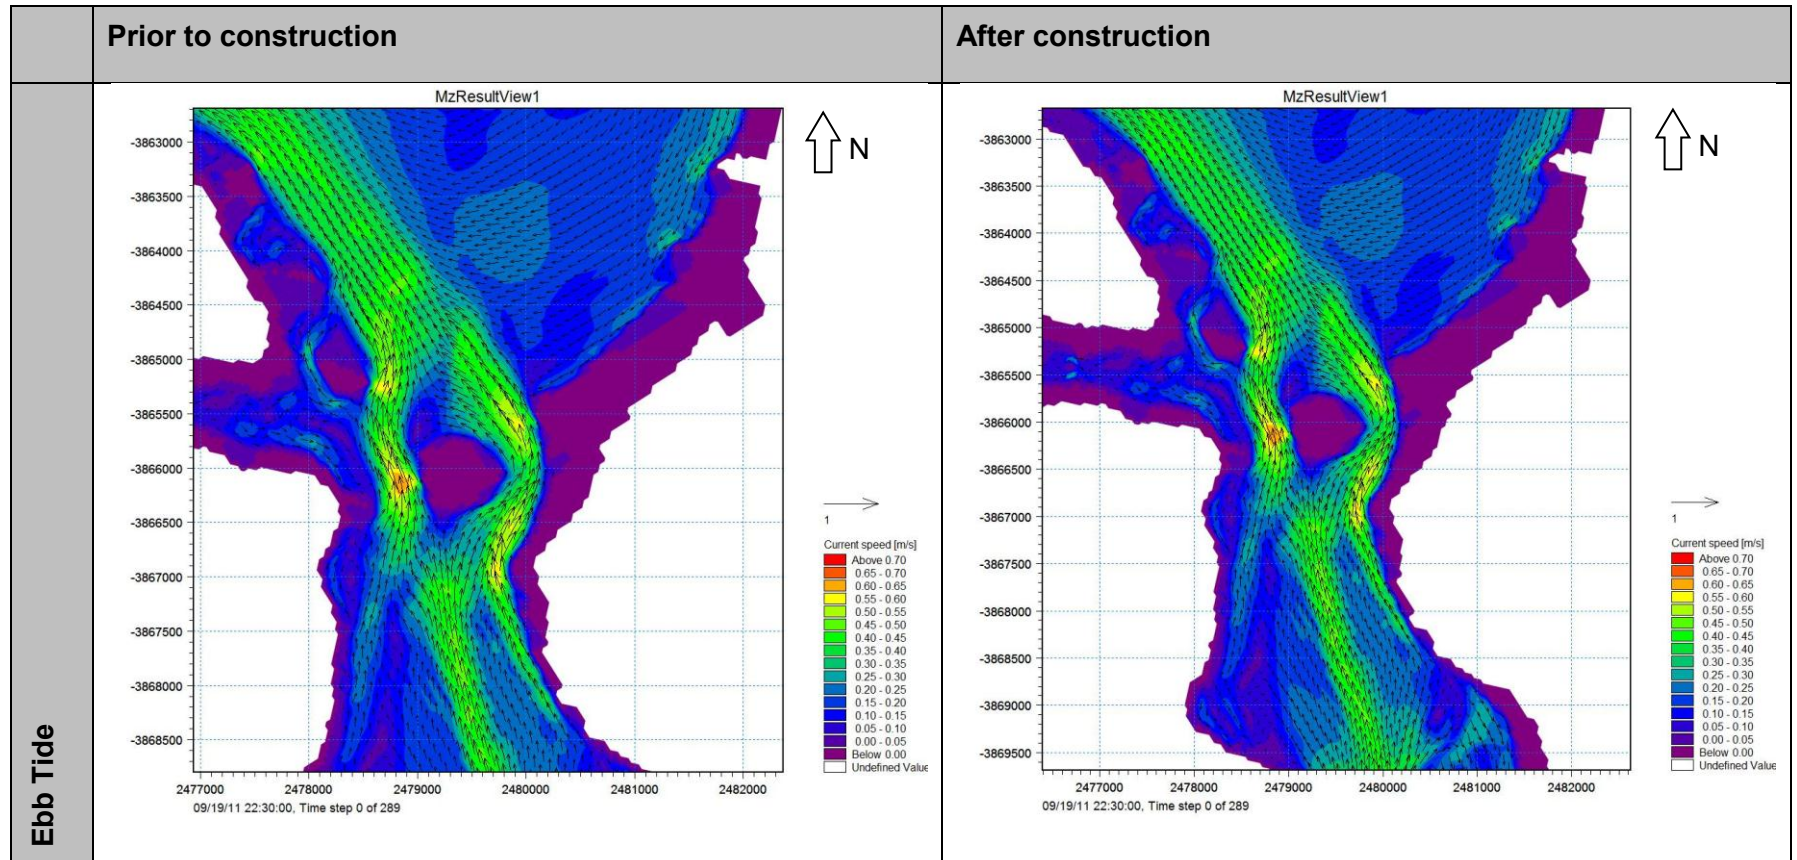 Prior to construction
After construction
Ebb Tide
MzResultView1
N
-3863000
-3863500
-3864000
-3864500
-3865000
-3865500
-3866000
-3866500
-3867000
-3867500
-3868000
-3868500
2477000 2478000 2479000 2480000 2481000 2482000
09/19/11 22:30:00, Time step 0 of 289
1
Current speed [m/s]
Above 0.70
0.65 - 0.70
0.60 - 0.65
0.55 - 0.60
0.50 - 0.55
0.45 - 0.50
0.40 - 0.45
0.35 - 0.40
0.30 - 0.35
0.25 - 0.30
0.20 - 0.25
0.15 - 0.20
0.10 - 0.15
0.05 - 0.10
0.00 - 0.05
Below 0.00
Undefined Value
MzResultView1
N
-3863000
-3863500
-3864000
-3864500
-3865000
-3865500
-3866000
-3866500
-3867000
-3867500
-3868000
-3868500
-3869000
-3869500
2477000 2478000 2479000 2480000 2481000 2482000
09/19/11 22:30:00, Time step 0 of 289
1
Current speed [m/s]
Above 0.70
0.65 - 0.70
0.60 - 0.65
0.55 - 0.60
0.50 - 0.55
0.45 - 0.50
0.40 - 0.45
0.35 - 0.40
0.30 - 0.35
0.25 - 0.30
0.20 - 0.25
0.15 - 0.20
0.10 - 0.15
0.05 - 0.10
0.00 - 0.05
Below 0.00
Undefined Value